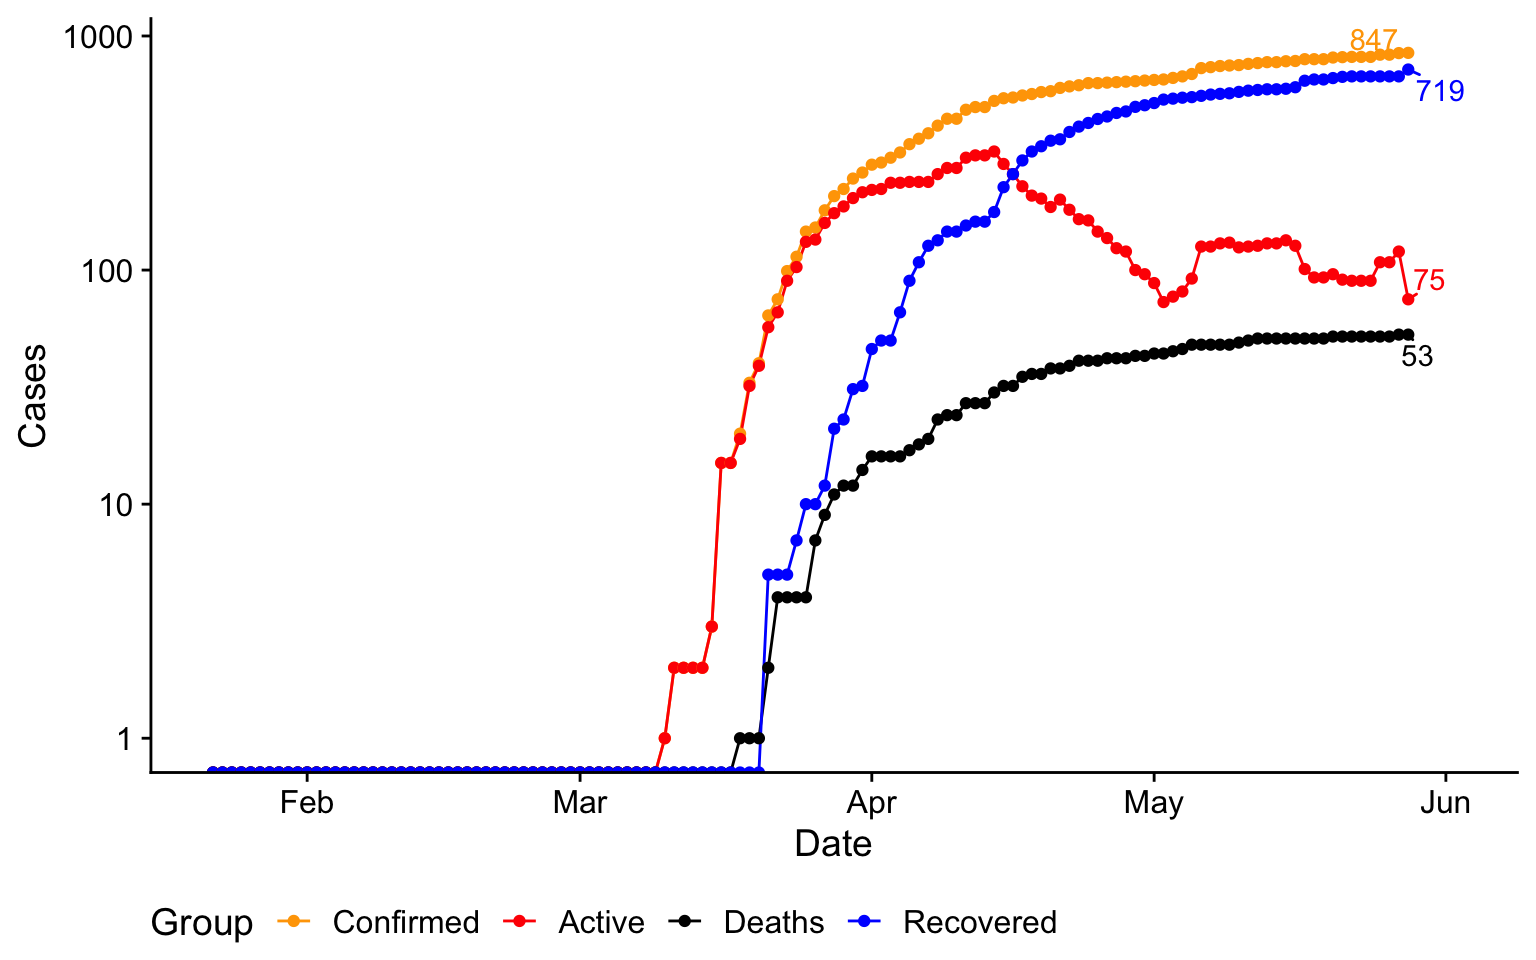 1000
847
719
100
75
53
Cases
10
1
Feb Mar Apr May Jun
Date
Group Confirmed Active Deaths Recovered